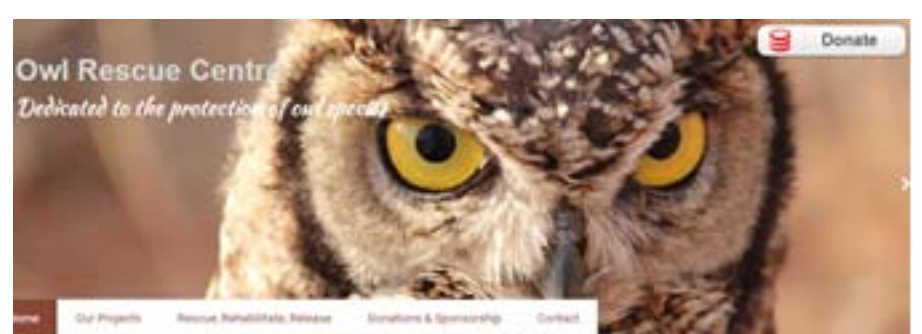 Donate
Owl Rescue Centre
Dedicated to the protection of owl species
Home Our Projects Rescue, Rehabilitate, Release Donations & Sponsorship Contact